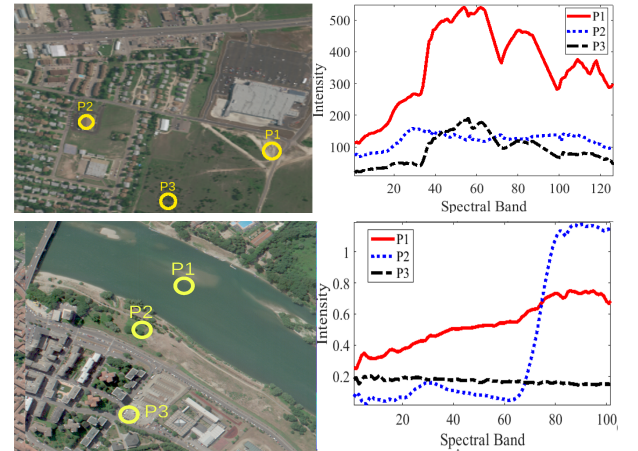 P2
P1
P3
Intensity
500
400
300
200
100
20 40 60 80 100 120
Spectral Band
P1
P2
P3
P1
P2
P3
Intensity
1
0.8
0.6
0.4
0.2
20 40 60 80 100
Spectral Band
P1
P2
P3